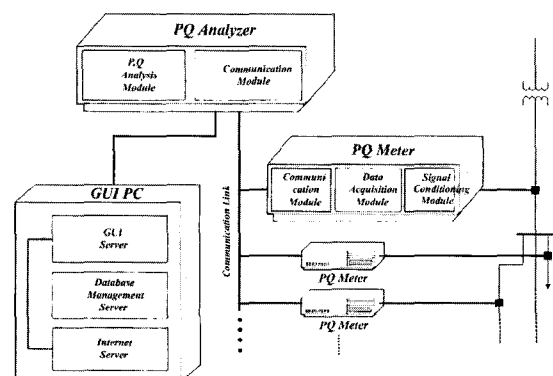 PQ Analyzer
P.Q
Analysis
Module
Communication
Module
PQ Meter
Communi
cation
Module
Data
Acquisition
Module
Signal
Conditioning
Module
GUI PC
GUI
Server
Database
Management
Server
Internet
Server
Communication Link
PQ Meter
PQ Meter